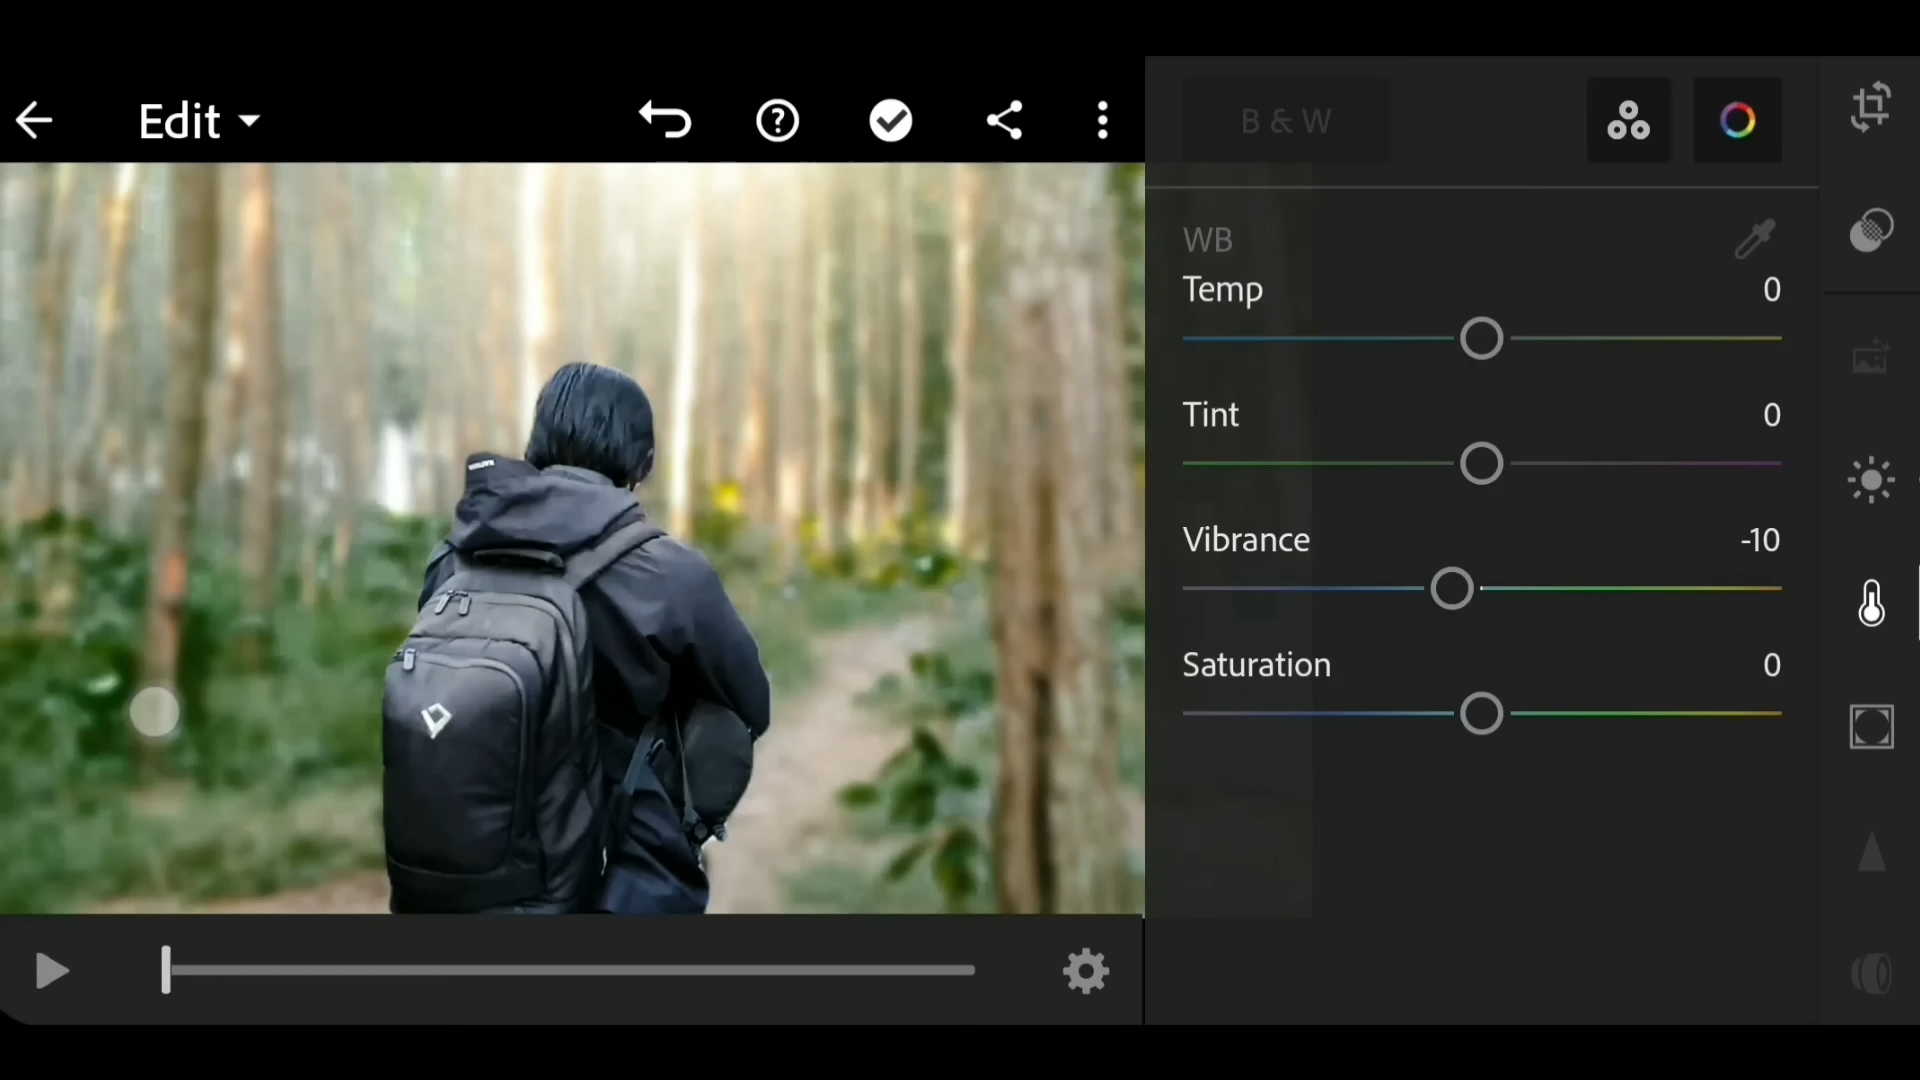 Edit
B & W
WB
Temp 0
Tint 0
Vibrance -10
Saturation 0